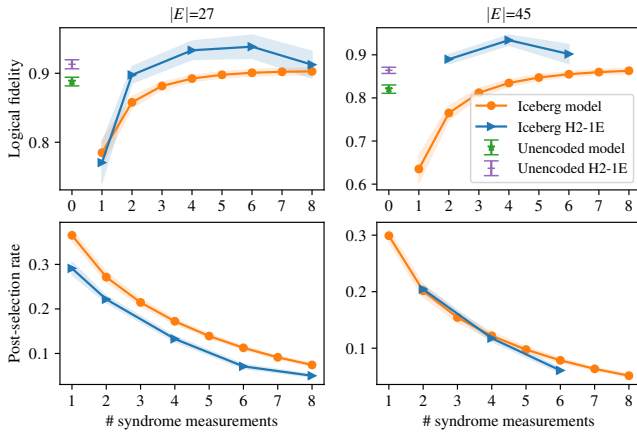 |E|=27
|E|=45
Logical fidelity
0.9
0.8
0 1 2 3 4 5 6 7 8
0.9
0.8
0.7
0.6
0 1 2 3 4 5 6 7 8
Iceberg model
Iceberg H2-1E
Unencoded model
Unencoded H2-1E
Post-selection rate
0.3
0.2
0.1
1 2 3 4 5 6 7 8
# syndrome measurements
0.3
0.2
0.1
1 2 3 4 5 6 7 8
# syndrome measurements